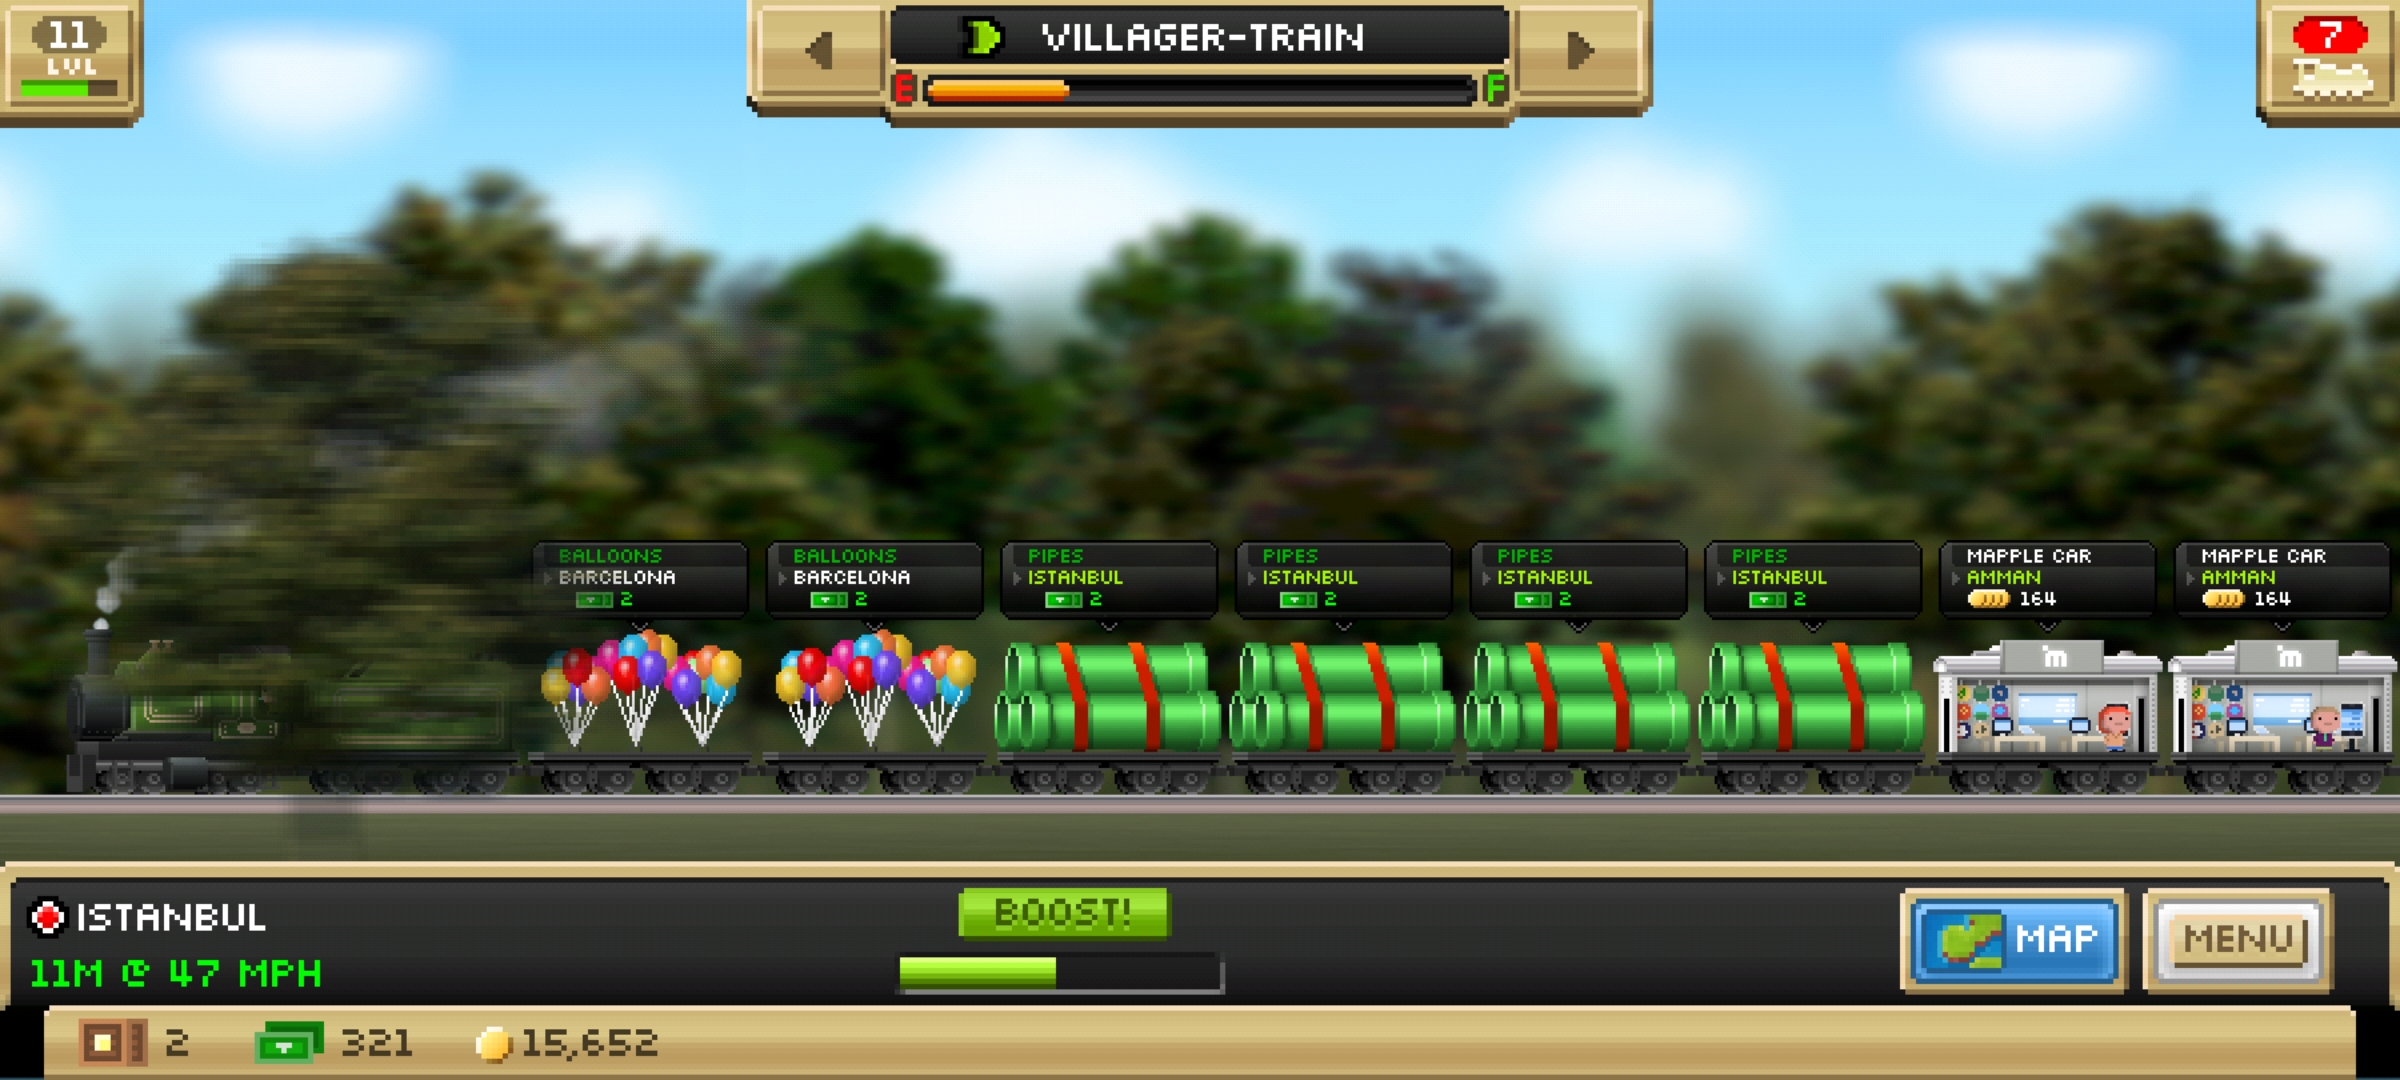 11
LVL
VILLAGER-TRAIN
E F
7
BALLOONS
BARCELONA
2
BALLOONS
BARCELONA
2
PIPES
ISTANBUL
2
PIPES
ISTANBUL
2
PIPES
ISTANBUL
2
PIPES
ISTANBUL
2
MAPPLE CAR
AMMAN
164
MAPPLE CAR
AMMAN
164
m
m
ISTANBUL
11M @ 47 MPH
BOOST!
MAP
MENU
2
321
15,652